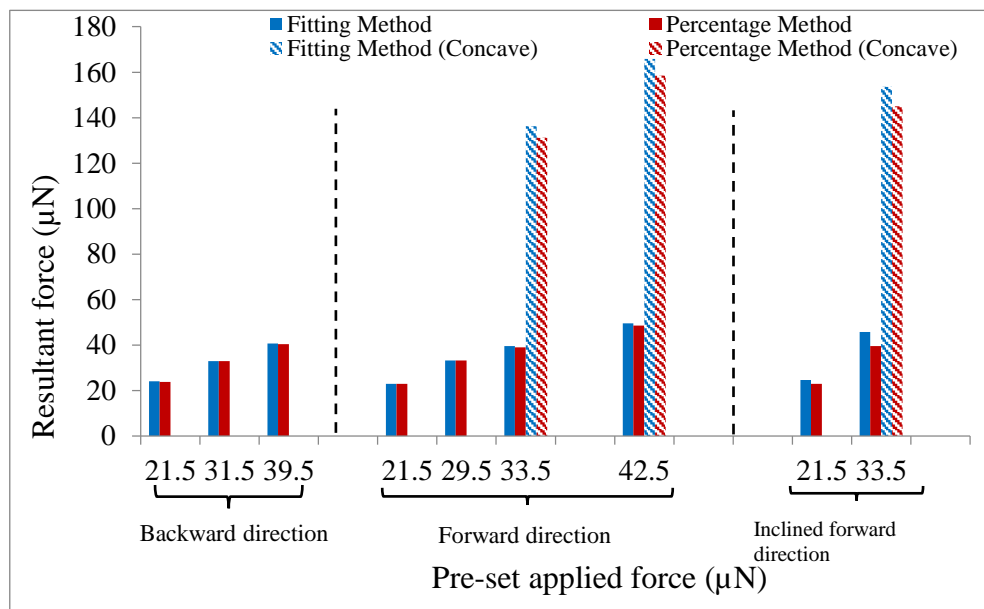 180
160
140
120
100
80
60
40
20
0
Resultant force (µN)
Fitting Method
Percentage Method
Fitting Method (Concave)
Percentage Method (Concave)
21.5 31.5 39.5 21.5 29.5 33.5 42.5 21.5 33.5
Backward direction
Forward direction
Inclined forward
direction
Pre-set applied force (µN)